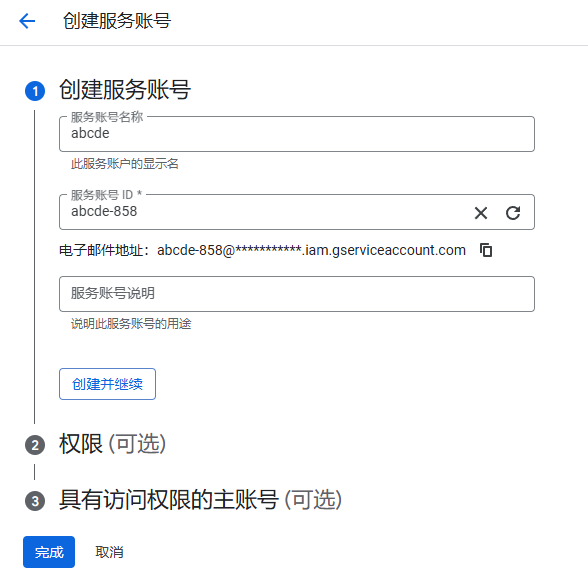 创建服务账号
1 创建服务账号
服务账号名称
abcde
此服务账户的显示名
服务账号 ID *
abcde-858
电子邮件地址：abcde-858@***********.iam.gserviceaccount.com
服务账号说明
说明此服务账号的用途
创建并继续
2 权限 (可选)
3 具有访问权限的主账号 (可选)
完成 取消